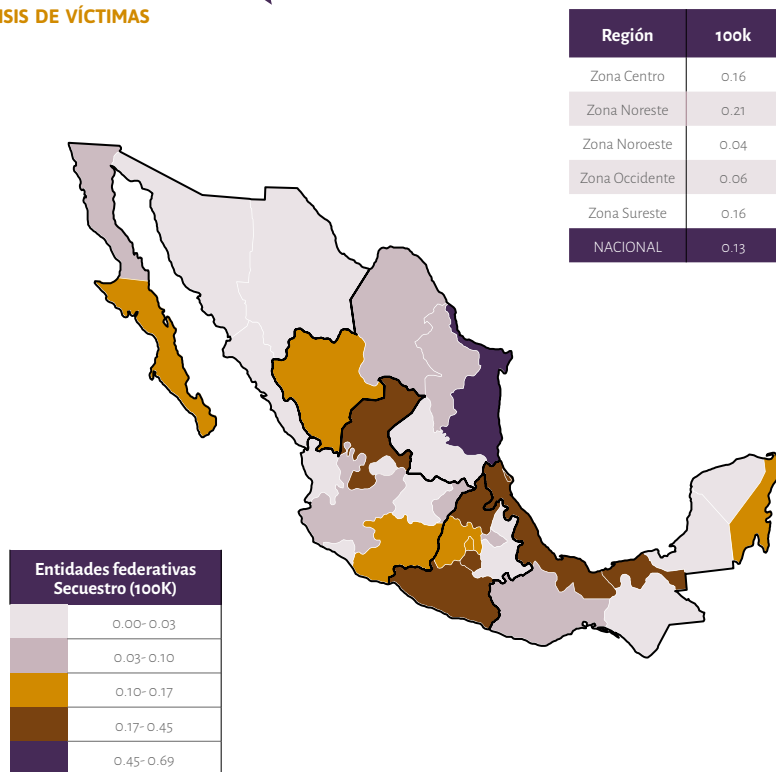 ISIS DE VÍCTIMAS
Región 100k
Zona Centro 0.16
Zona Noreste 0.21
Zona Noroeste 0.04
Zona Occidente 0.06
Zona Sureste 0.16
NACIONAL 0.13
Entidades federativas
Secuestro (100K)
0.00-0.03
0.03-0.10
0.10-0.17
0.17-0.45
0.45-0.69